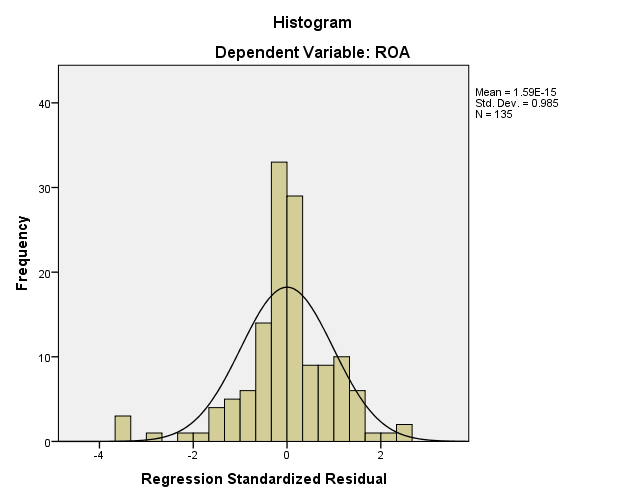 Histogram
Dependent Variable: ROA
Mean = 1.59E-15
Std. Dev. = 0.985
N = 135
Frequency
40
30
20
10
0
-4 -2 0 2
Regression Standardized Residual